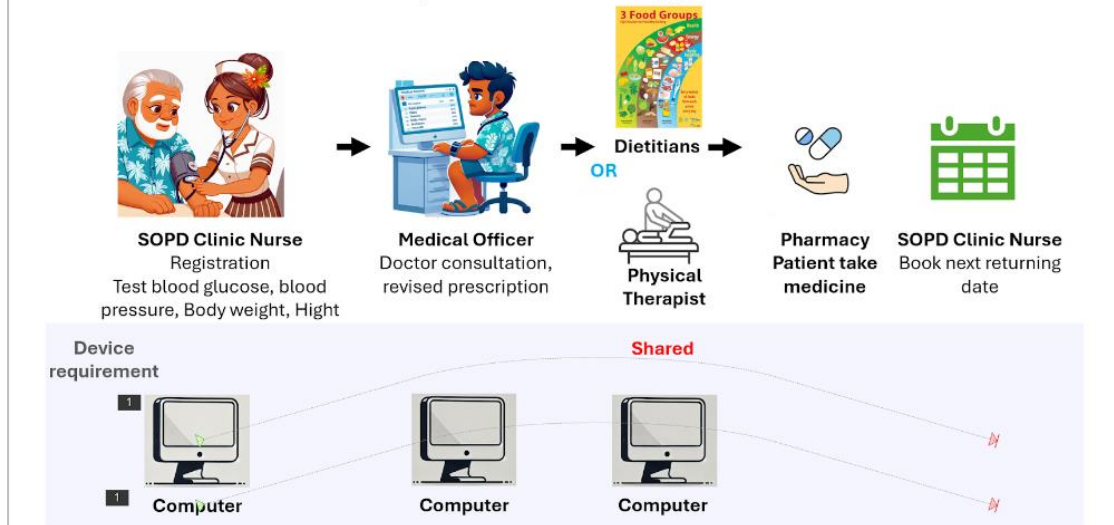 3 Food Groups
Dietitians
OR
SOPD Clinic Nurse
Registration
Test blood glucose, blood
pressure, Body weight, Hight
Medical Officer
Doctor consultation,
revised prescription
Physical
Therapist
Pharmacy
Patient take
medicine
SOPD Clinic Nurse
Book next returning
date
Device
requirement
Shared
1
1
Computer
Computer
Computer